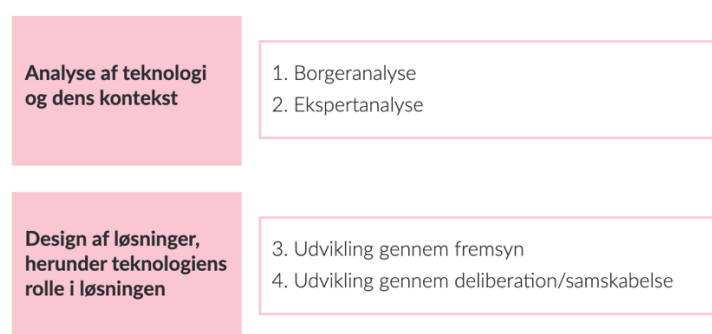 Analyse af teknologi
og dens kontekst
1. Borgeranalyse
2. Ekspertanalyse
Design af løsninger,
herunder teknologiens
rolle i løsningen
3. Udvikling gennem fremsyn
4. Udvikling gennem deliberation/samskabelse